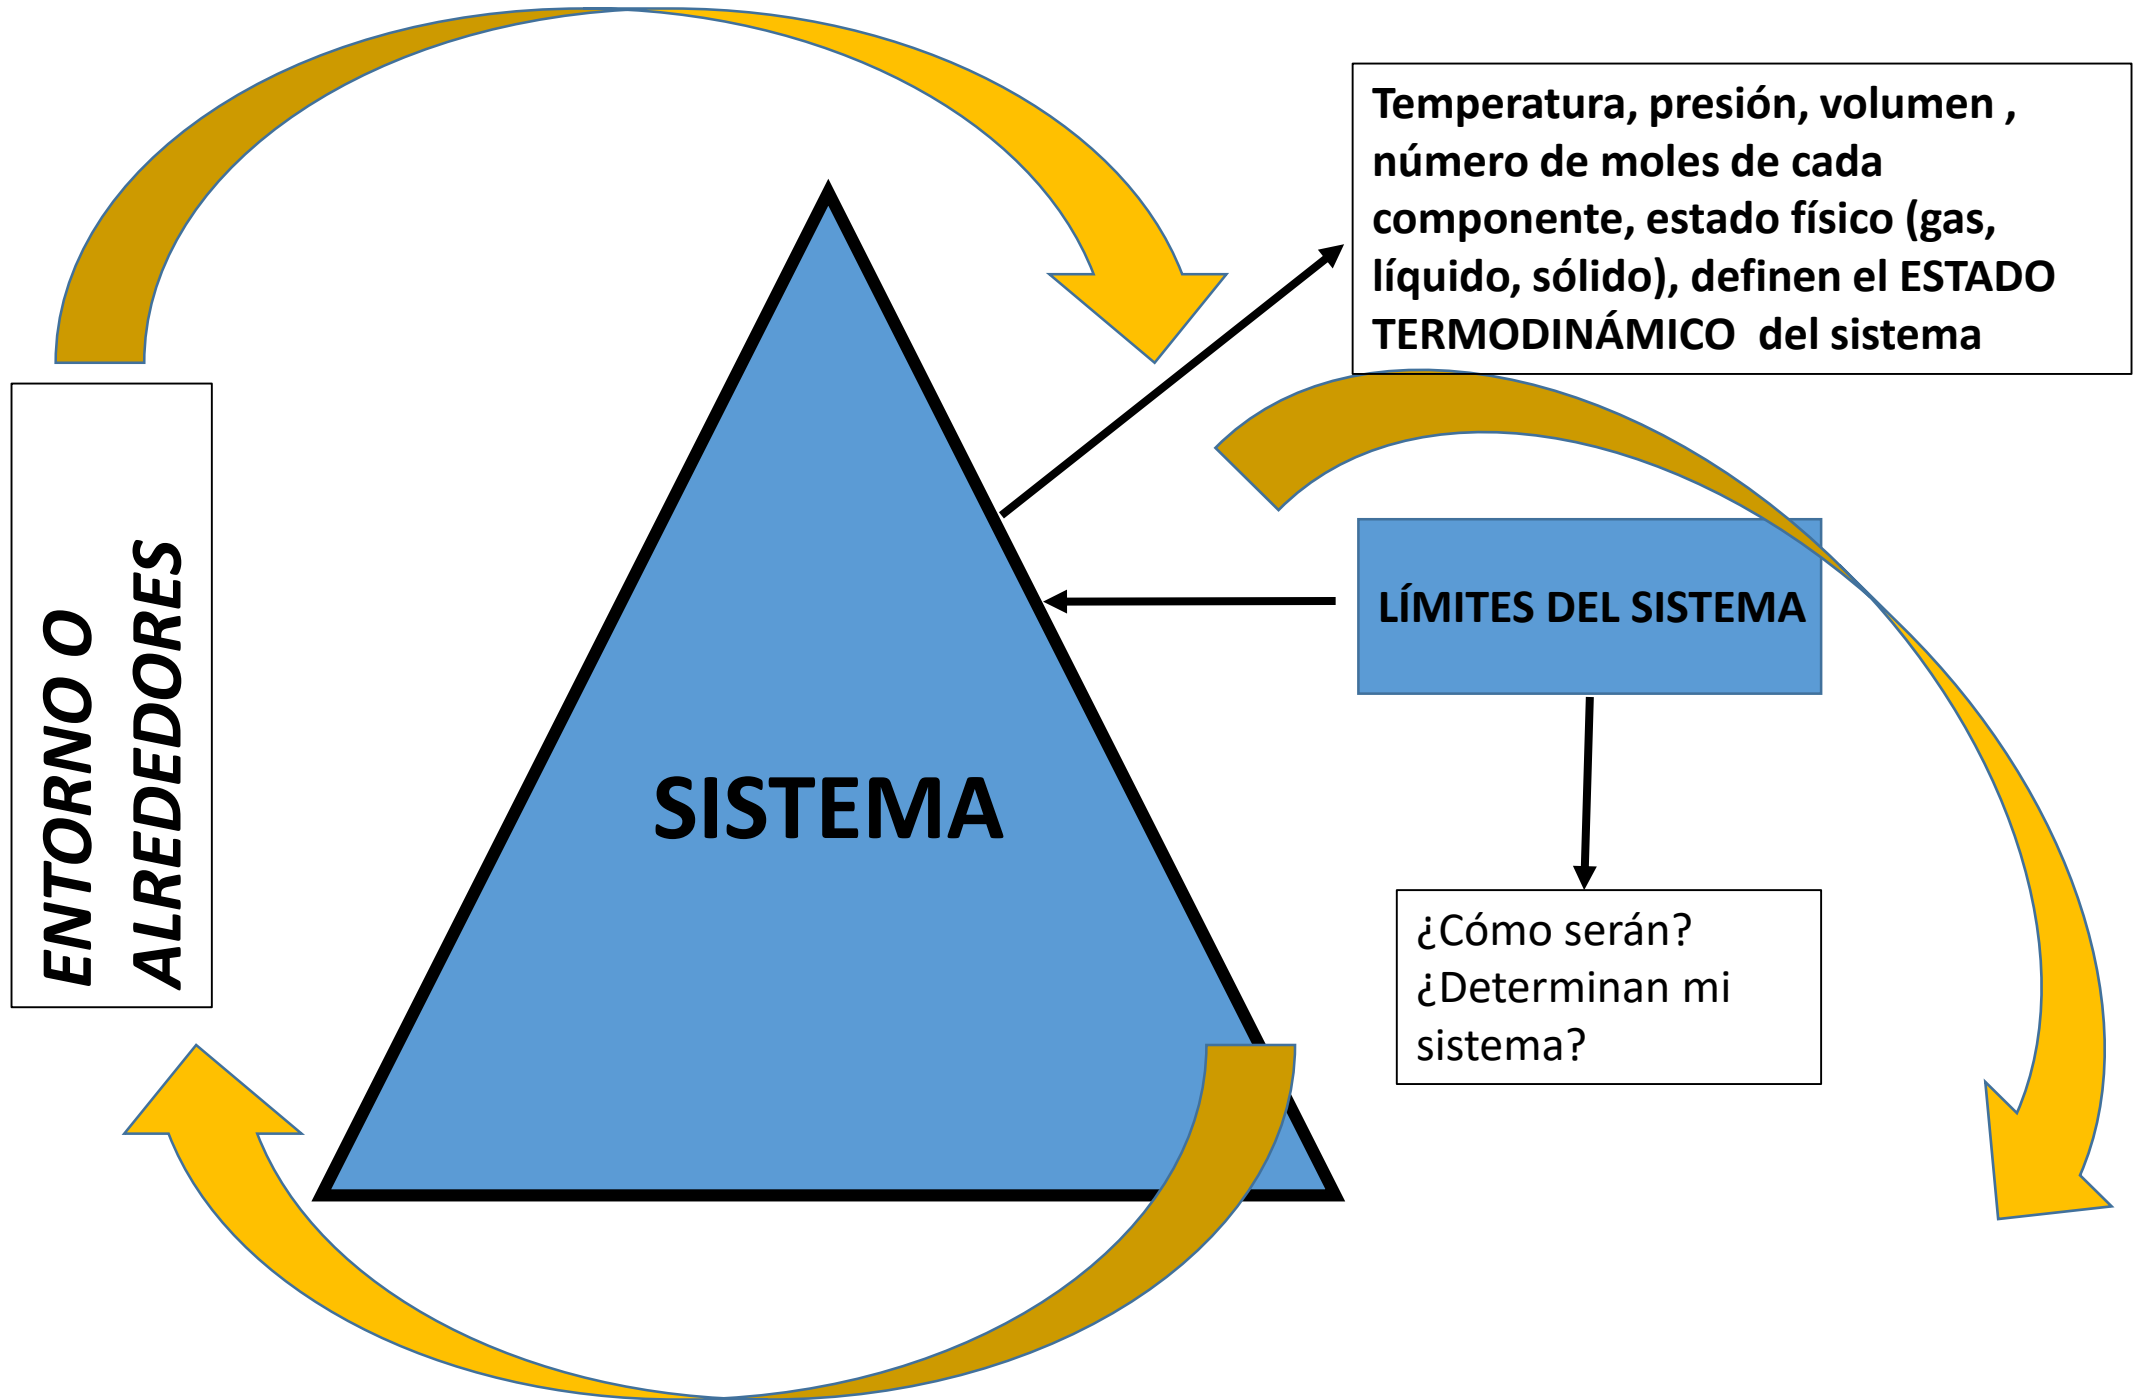 Temperatura, presión, volumen ,
número de moles de cada
componente, estado físico (gas,
líquido, sólido), definen el ESTADO
TERMODINÁMICO  del sistema
ENTORNO O
ALREDEDORES
LÍMITES DEL SISTEMA
SISTEMA
¿Cómo serán?
¿Determinan mi
sistema?